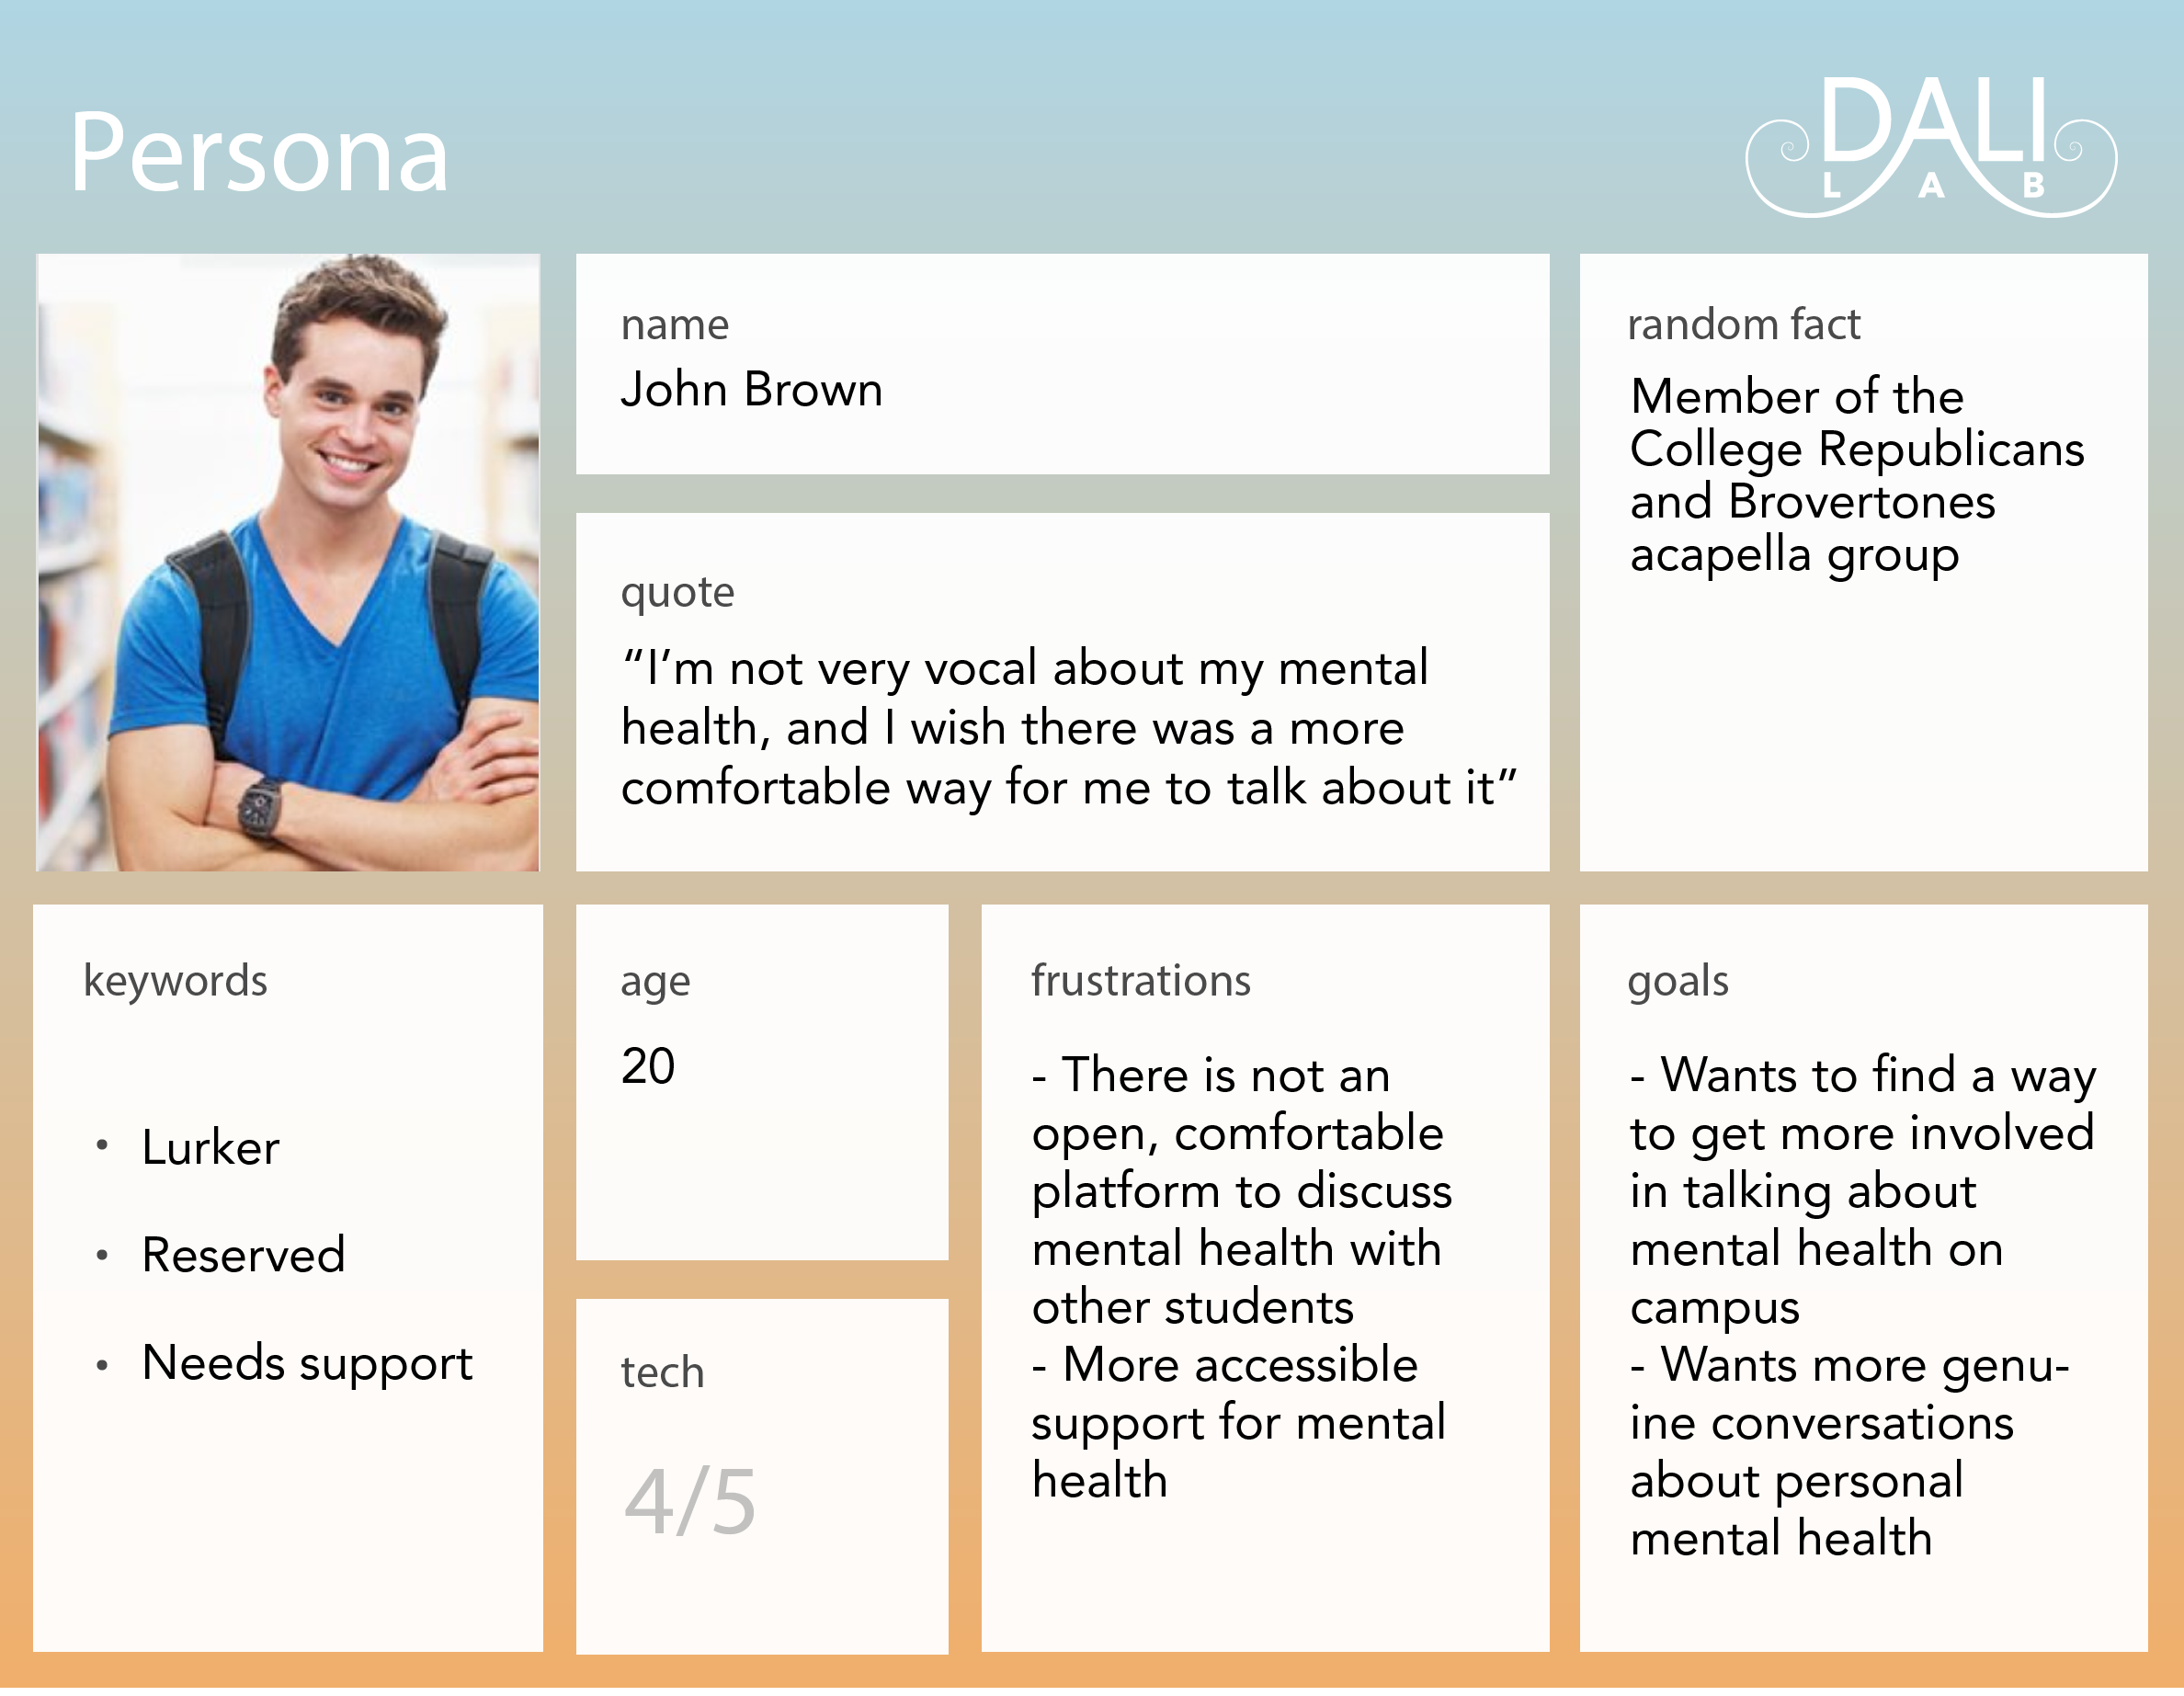 Persona
DALI
L A B
name
John Brown
random fact
Member of the
College Republicans
and Brovertones
acapella group
quote
“I’m not very vocal about my mental
health, and I wish there was a more
comfortable way for me to talk about it”
keywords
• Lurker
• Reserved
• Needs support
age
20
tech
4/5
frustrations
- There is not an
open, comfortable
platform to discuss
mental health with
other students
- More accessible
support for mental
health
goals
- Wants to find a way
to get more involved
in talking about
mental health on
campus
- Wants more genu-
ine conversations
about personal
mental health